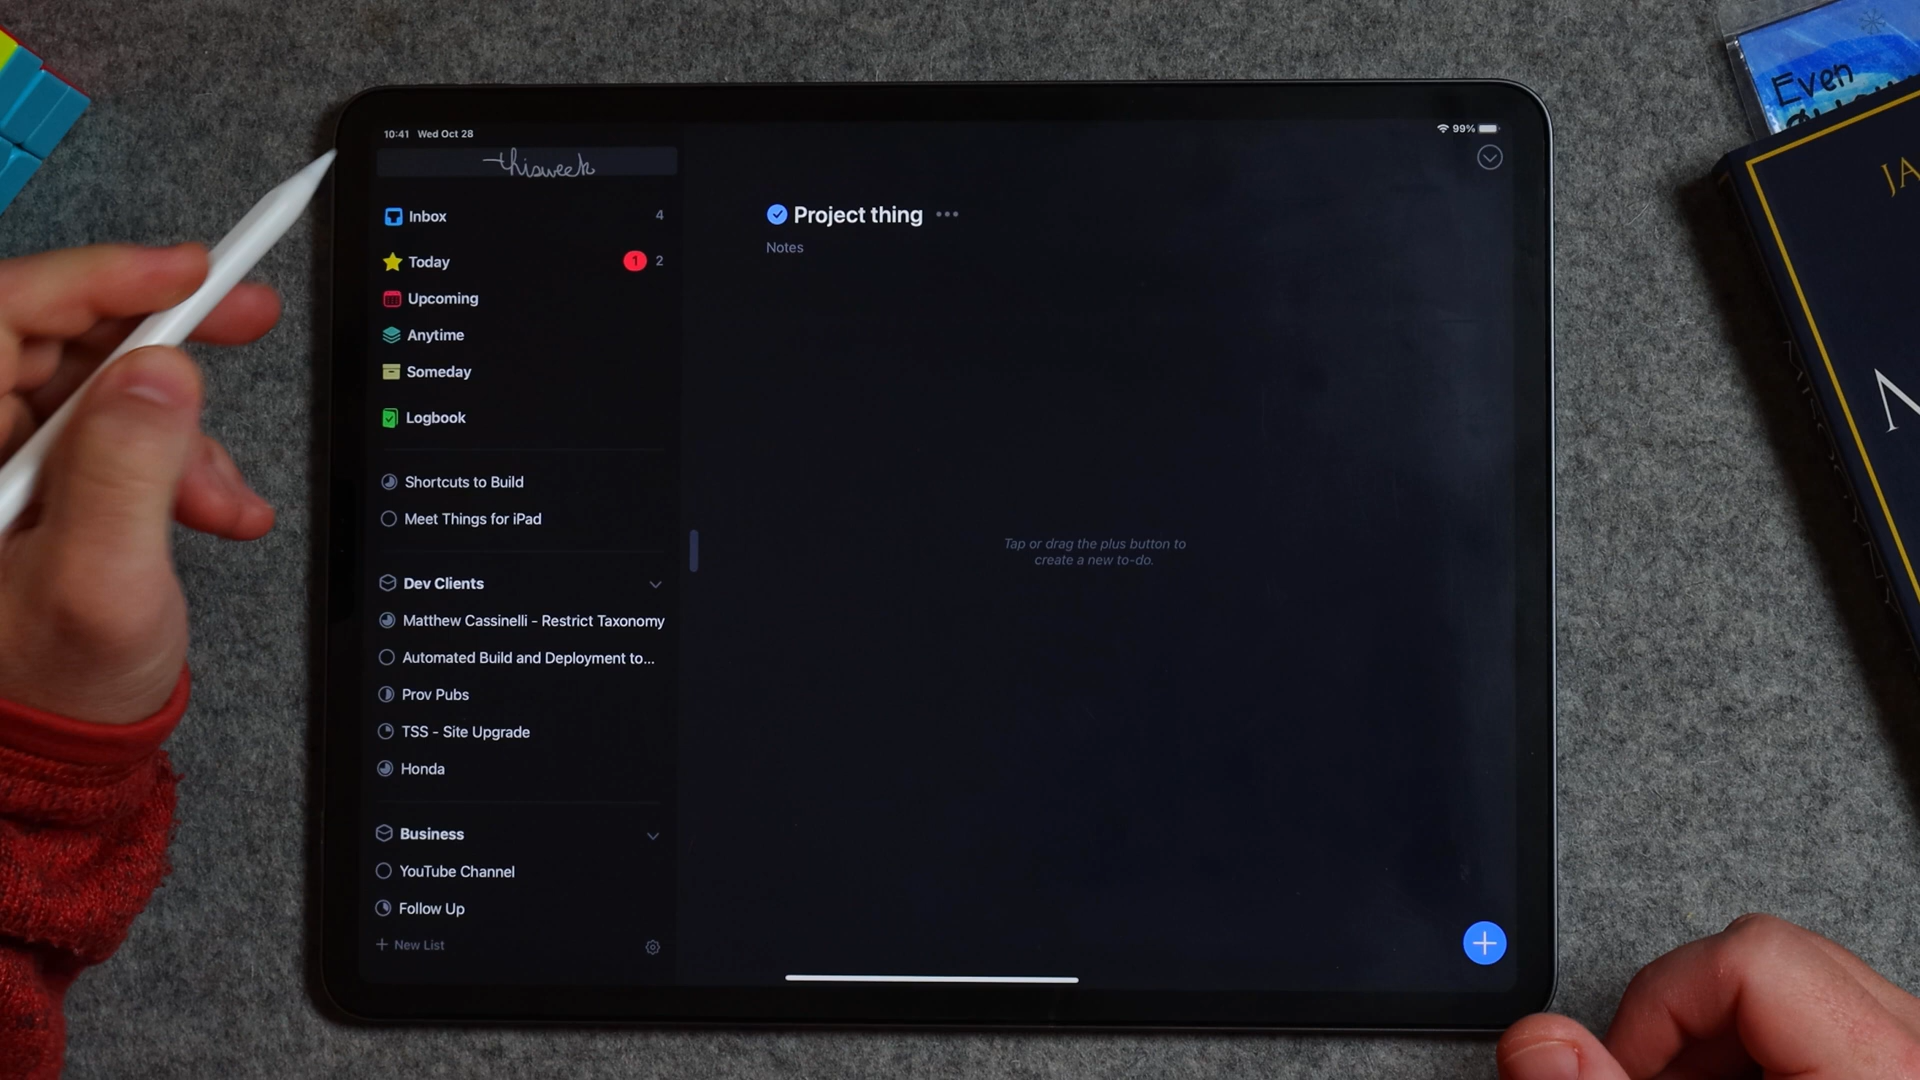 10:41 Wed Oct 28
99%
thisweek
Inbox 4
Today 1 2
Upcoming
Anytime
Someday
Logbook
Shortcuts to Build
Meet Things for iPad
Dev Clients
Matthew Cassinelli - Restrict Taxonomy
Automated Build and Deployment to...
Prov Pubs
TSS - Site Upgrade
Honda
Business
YouTube Channel
Follow Up
+ New List
Project thing
Notes
Tap or drag the plus button to
create a new to-do.
Even
JA